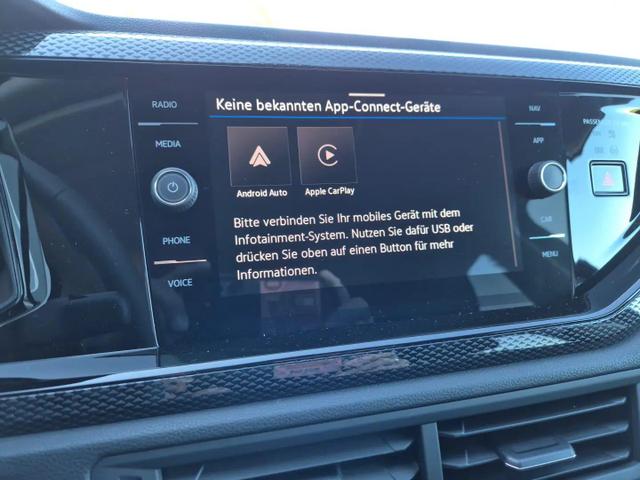 RADIO
MEDIA
PHONE
VOICE
Keine bekannten App-Connect-Geräte
Android Auto
Apple CarPlay
Bitte verbinden Sie Ihr mobiles Gerät mit dem
Infotainment-System. Nutzen Sie dafür USB oder
drücken Sie oben auf einen Button für mehr
Informationen.
NAV
APP
CAR
MENU